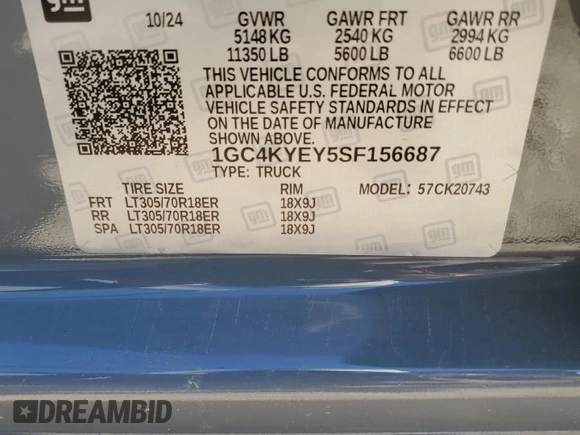 gm
10/24 GVWR GAWR FRT GAWR RR
5148 KG 2540 KG 2994 KG
11350 LB 5600 LB 6600 LB
THIS VEHICLE CONFORMS TO ALL
APPLICABLE U.S. FEDERAL MOTOR
VEHICLE SAFETY STANDARDS IN EFFECT
ON THE DATE OF MANUFACTURE
SHOWN ABOVE.
1GC4KYEY5SF156687
TYPE: TRUCK
TIRE SIZE RIM MODEL: 57CK20743
FRT LT305/70R18ER 18X9J
RR LT305/70R18ER 18X9J
SPA LT305/70R18ER 18X9J
DREAMBID